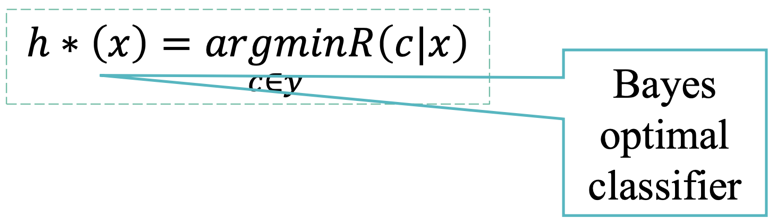 h ∗ (x) = argminR(c|x)
c∈y
Bayes
optimal
classifier